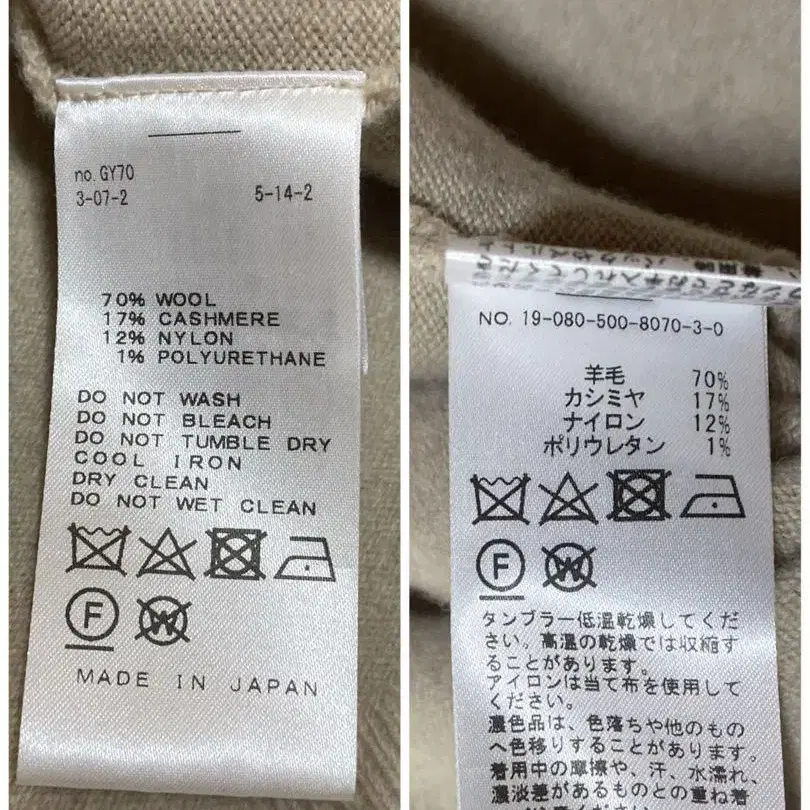 no. GY70
3-07-2 5-14-2
70% WOOL
17% CASHMERE
12% NYLON
1% POLYURETHANE
DO NOT WASH
DO NOT BLEACH
DO NOT TUMBLE DRY
COOL IRON
DRY CLEAN
DO NOT WET CLEAN
F W
MADE IN JAPAN
NO. 19-080-500-8070-3-0
羊毛 70%
カシミヤ 17%
ナイロン 12%
ポリウレタン 1%
F W
タンブラー低温乾燥してくだ
さい。高温の乾燥では収縮す
ることがあります。
アイロンは当て布を使用して
ください。
濃色品は、色落ちや他のもの
へ色移りすることがあります。
着用中の摩擦や、汗、水濡れ、
濃淡差があるものとの重ね着